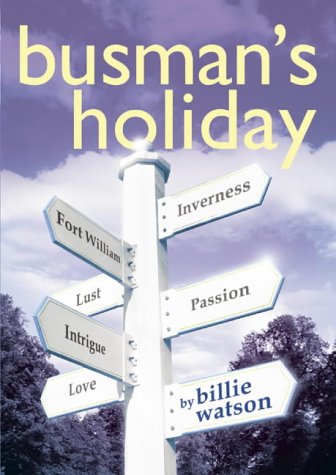 busman's
holiday
Inverness
Fort William
Lust
Passion
Intrigue
Love
by billie
watson